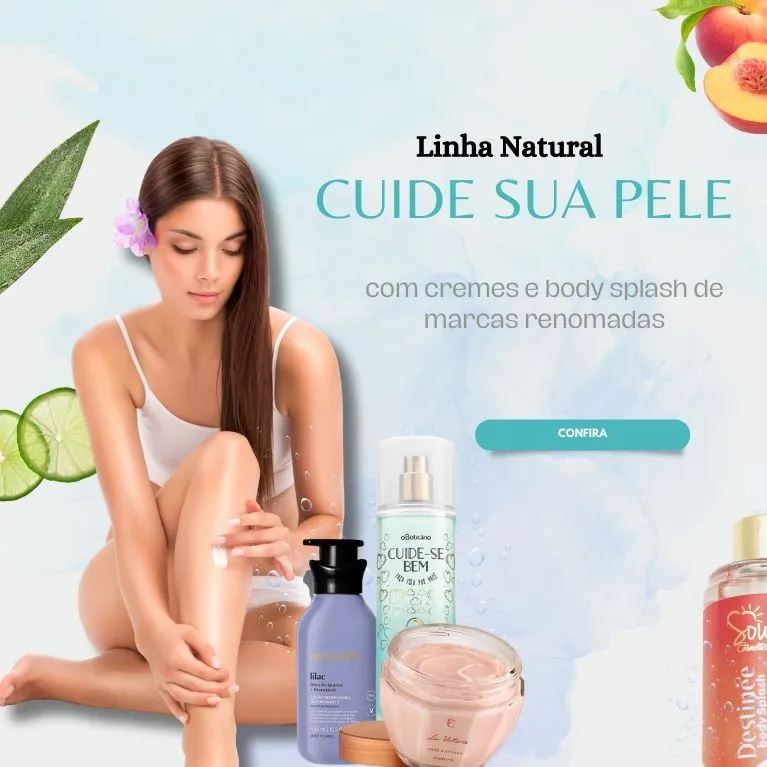 Linha Natural
CUIDE SUA PELE
com cremes e body splash de
marcas renomadas
CONFIRA
oBoticário
CUIDE-SE
BEM
lilac
Destinée
body Splash